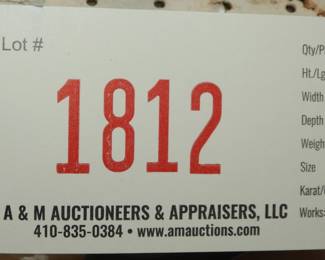 Lot #
1812
A & M AUCTIONEERS & APPRAISERS, LLC
410-835-0384 • www.amauctions.com
Qty/P
Ht./Lg
Width
Depth
Weigh
Size
Karat/
Works: